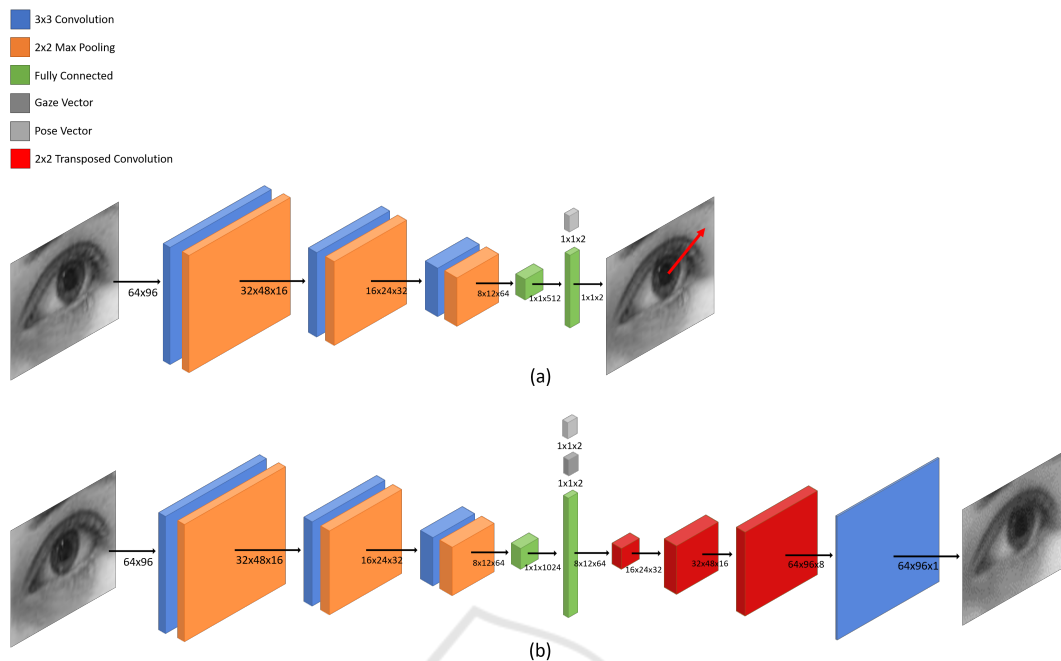 3x3 Convolution
2x2 Max Pooling
Fully Connected
Gaze Vector
Pose Vector
2x2 Transposed Convolution
1x1x2
64x96
32x48x16
16x24x32
8x12x64
1x1x512
1x1x2
(a)
1x1x2
1x1x2
64x96
32x48x16
16x24x32
8x12x64
1x1x1024
8x12x64
16x24x32
32x48x16
64x96x8
64x96x1
(b)